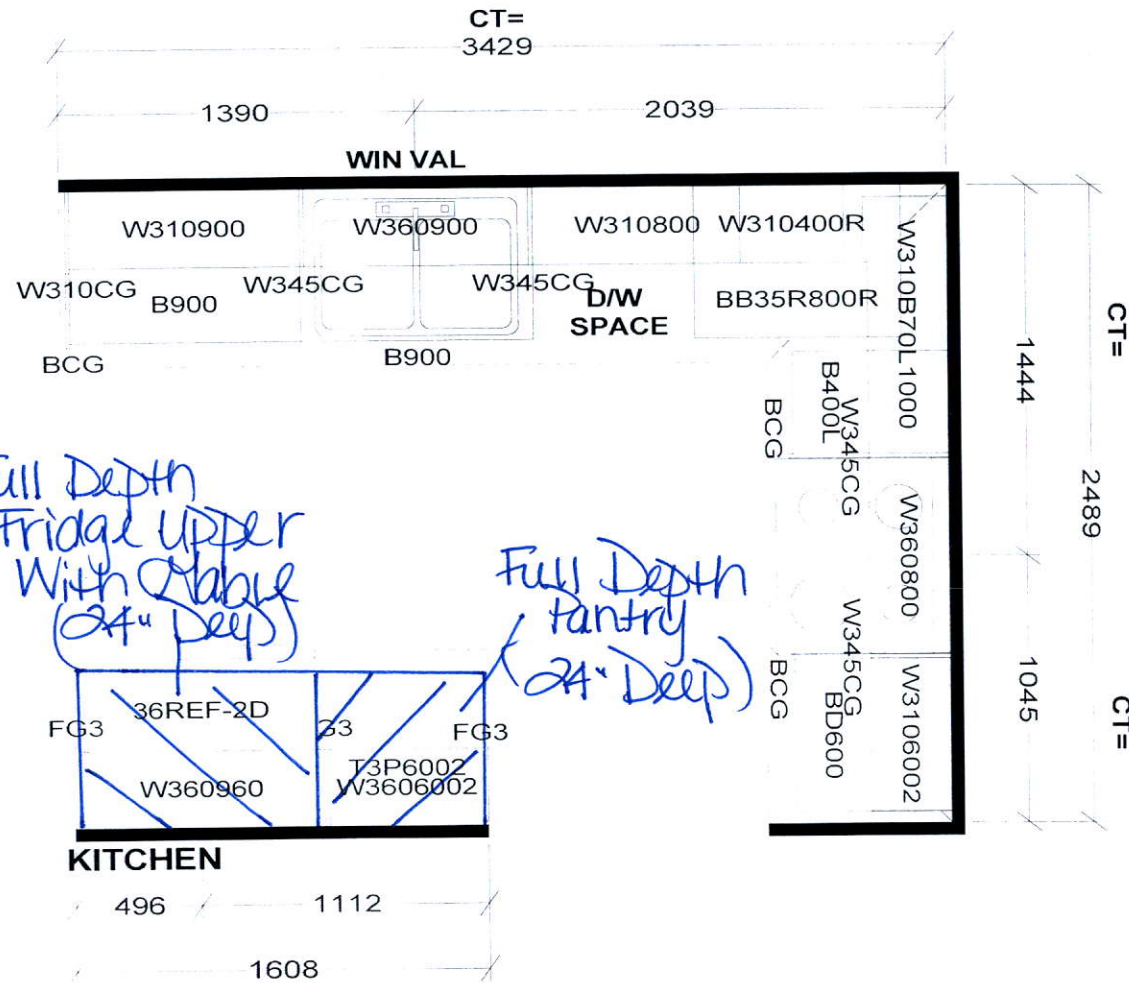 CT=
3429
1390
2039
WIN VAL
W310900
W360900
W310800
W310400R
W310B70L1000
W310CG
B900
W345CG
W345CG
D/W
SPACE
BB35R800R
BCG
B900
B400L
W345CG
BCG
CT=
1444
2489
W360800
Full Depth
Fridge Upper
With Gable
(24" Deep)
Full Depth
Pantry
(24" Deep)
W345CG
BCG
BD600
W3106002
1045
CT=
FG3
36REF-2D
G3
FG3
W360960
T3P6002
W3606002
KITCHEN
496
1112
1608